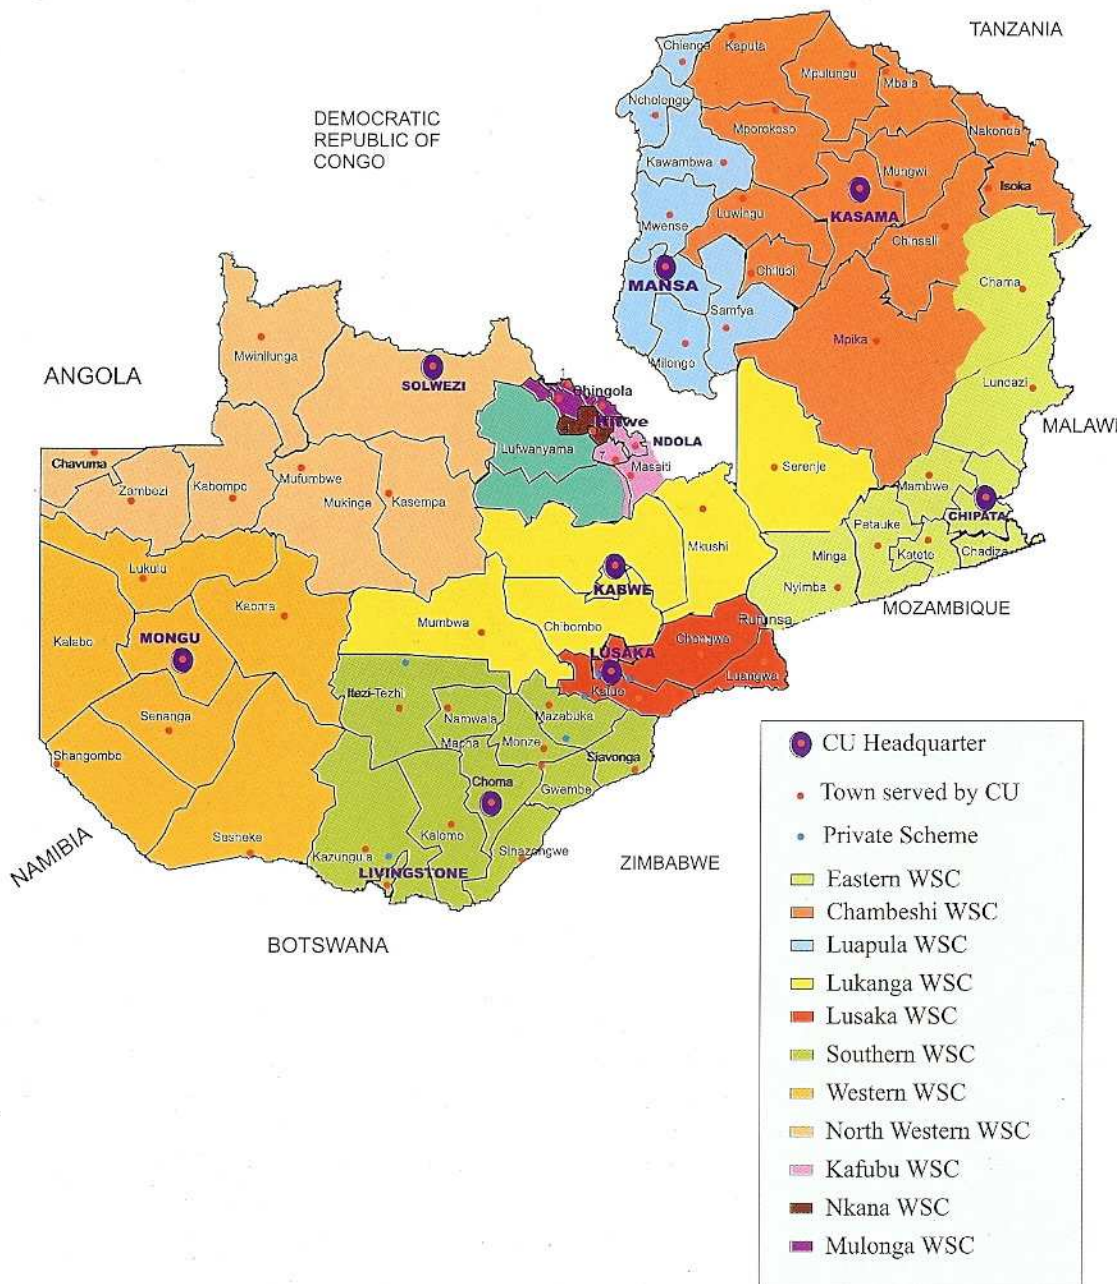 TANZANIA
DEMOCRATIC
REPUBLIC OF
CONGO
Chienge
Kaputa
Mpulungu
Mbala
Ncholongo
Mporokoso
Nakonda
Kawambwa
Mungwi
Isoka
KASAMA
Mwense
Luwingu
Chinsali
MANSA
Chilubi
Chama
Samfya
Milongo
Mpika
Mwinilunga
ANGOLA
SOLWEZI
Chingola
Kitwe
Lundazi
MALAWI
Lufwanyama
NDOLA
Masaiti
Chavuma
Zambezi
Kabompo
Mufumbwe
Mukinge
Kasempa
Serenje
Mambwe
CHIPATA
Petauke
Katete
Chadiza
Mkushi
Minga
Nyimba
Lukulu
KABWE
MOZAMBIQUE
Kaoma
Kalabo
MONGU
Mumbwa
Chibombo
Rufunsa
Chongwe
LUSAKA
Luangwa
Kafue
Itezi-Tezhi
Senanga
Namwala
Mazabuka
Macha
Monze
Siavonga
Shangombo
Choma
Gwembe
NAMIBIA
Sesheke
Kalomo
Kazungula
Sinazongwe
LIVINGSTONE
ZIMBABWE
BOTSWANA
CU Headquarter
Town served by CU
Private Scheme
Eastern WSC
Chambeshi WSC
Luapula WSC
Lukanga WSC
Lusaka WSC
Southern WSC
Western WSC
North Western WSC
Kafubu WSC
Nkana WSC
Mulonga WSC